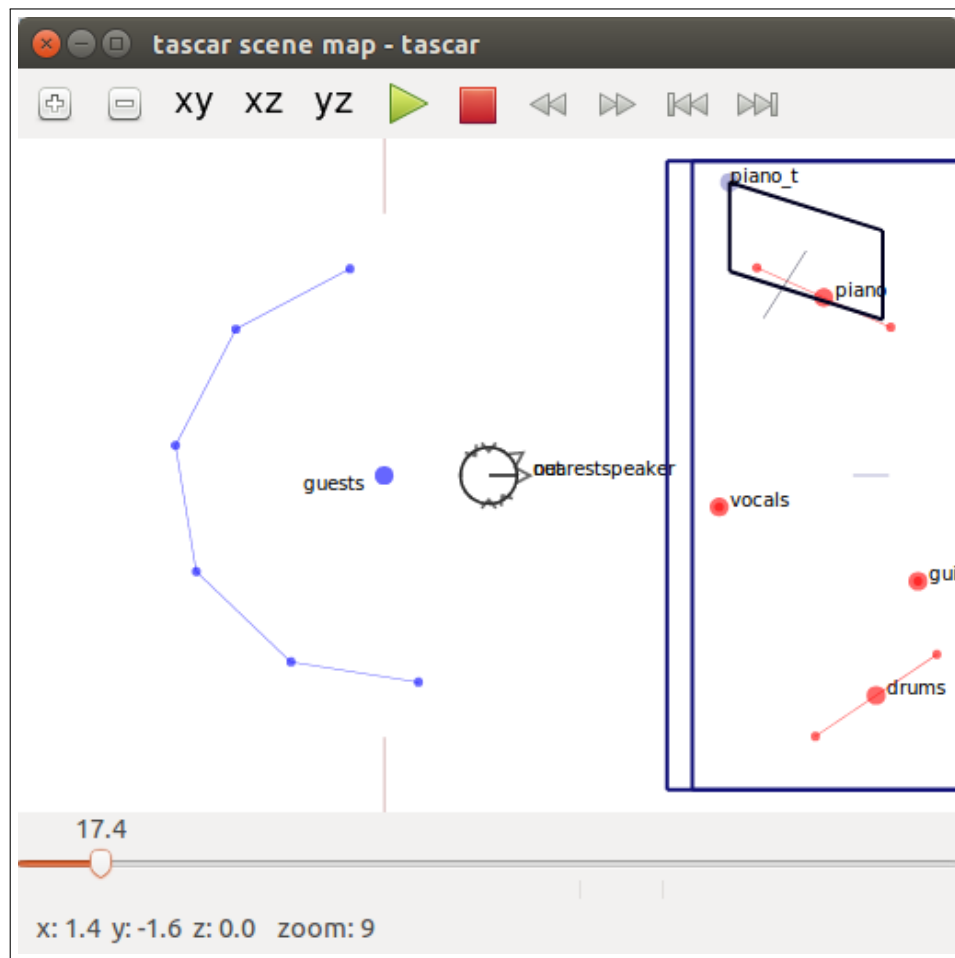 tascar scene map - tascar
xy xz yz
piano_t
piano
guests
vocals
gui
drums
17.4
x: 1.4 y: -1.6 z: 0.0 zoom: 9